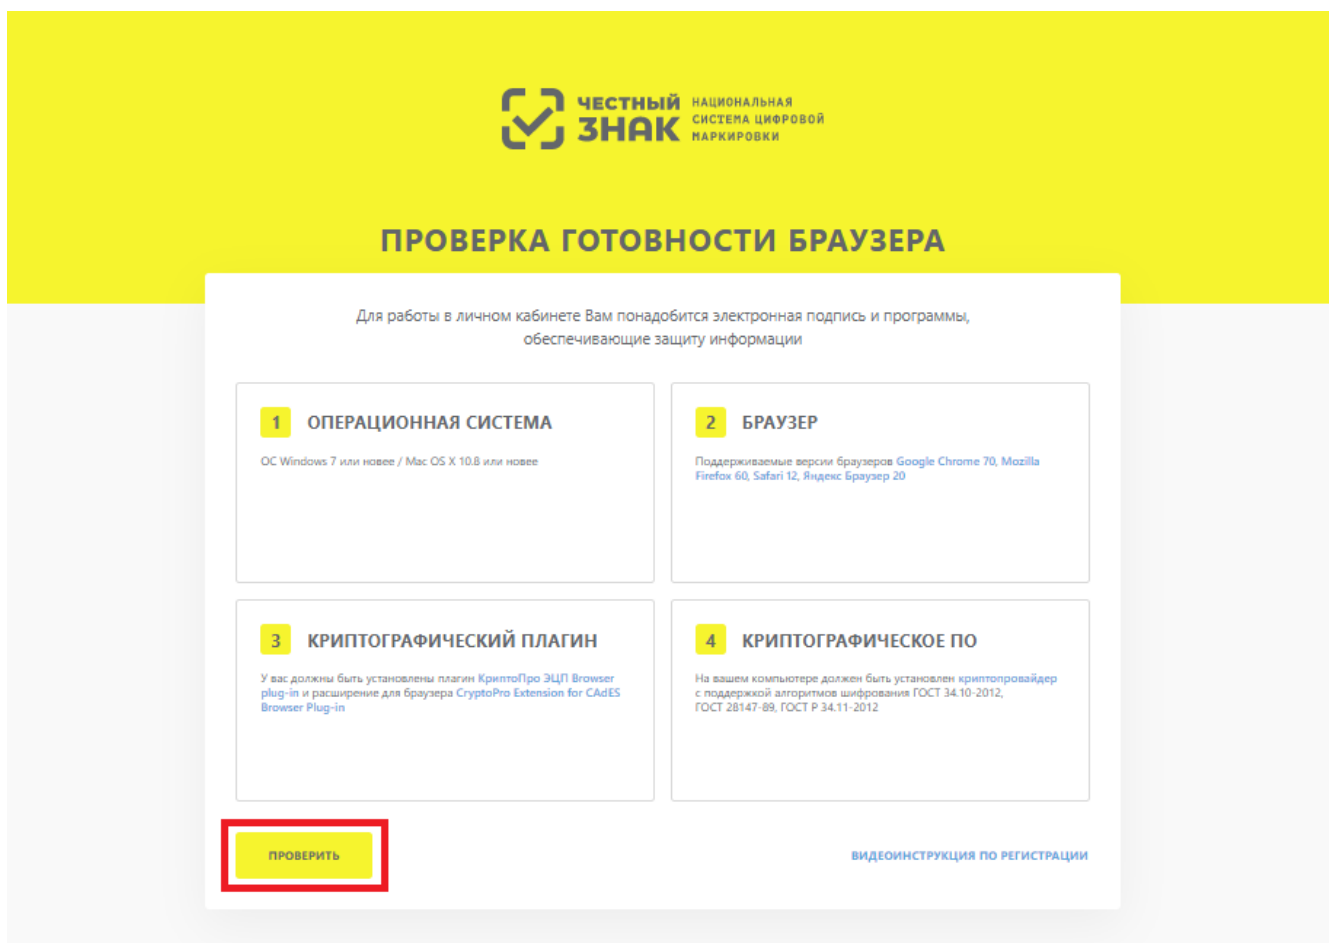 ЧЕСТНЫЙ
ЗНАК
НАЦИОНАЛЬНАЯ
СИСТЕМА ЦИФРОВОЙ
МАРКИРОВКИ
ПРОВЕРКА ГОТОВНОСТИ БРАУЗЕРА
Для работы в личном кабинете Вам понадобится электронная подпись и программы,
обеспечивающие защиту информации
1 ОПЕРАЦИОННАЯ СИСТЕМА
ОС Windows 7 или новее / Mac OS X 10.8 или новее
2 БРАУЗЕР
Поддерживаемые версии браузеров Google Chrome 70, Mozilla
Firefox 60, Safari 12, Яндекс Браузер 20
3 КРИПТОГРАФИЧЕСКИЙ ПЛАГИН
У вас должны быть установлены плагин КриптоПро ЭЦП Browser
plug-in и расширение для браузера CryptoPro Extension for CAdES
Browser Plug-in
4 КРИПТОГРАФИЧЕСКОЕ ПО
На вашем компьютере должен быть установлен криптопровайдер
с поддержкой алгоритмов шифрования ГОСТ 34.10-2012,
ГОСТ 28147-89, ГОСТ Р 34.11-2012
ПРОВЕРИТЬ
ВИДЕОИНСТРУКЦИЯ ПО РЕГИСТРАЦИИ